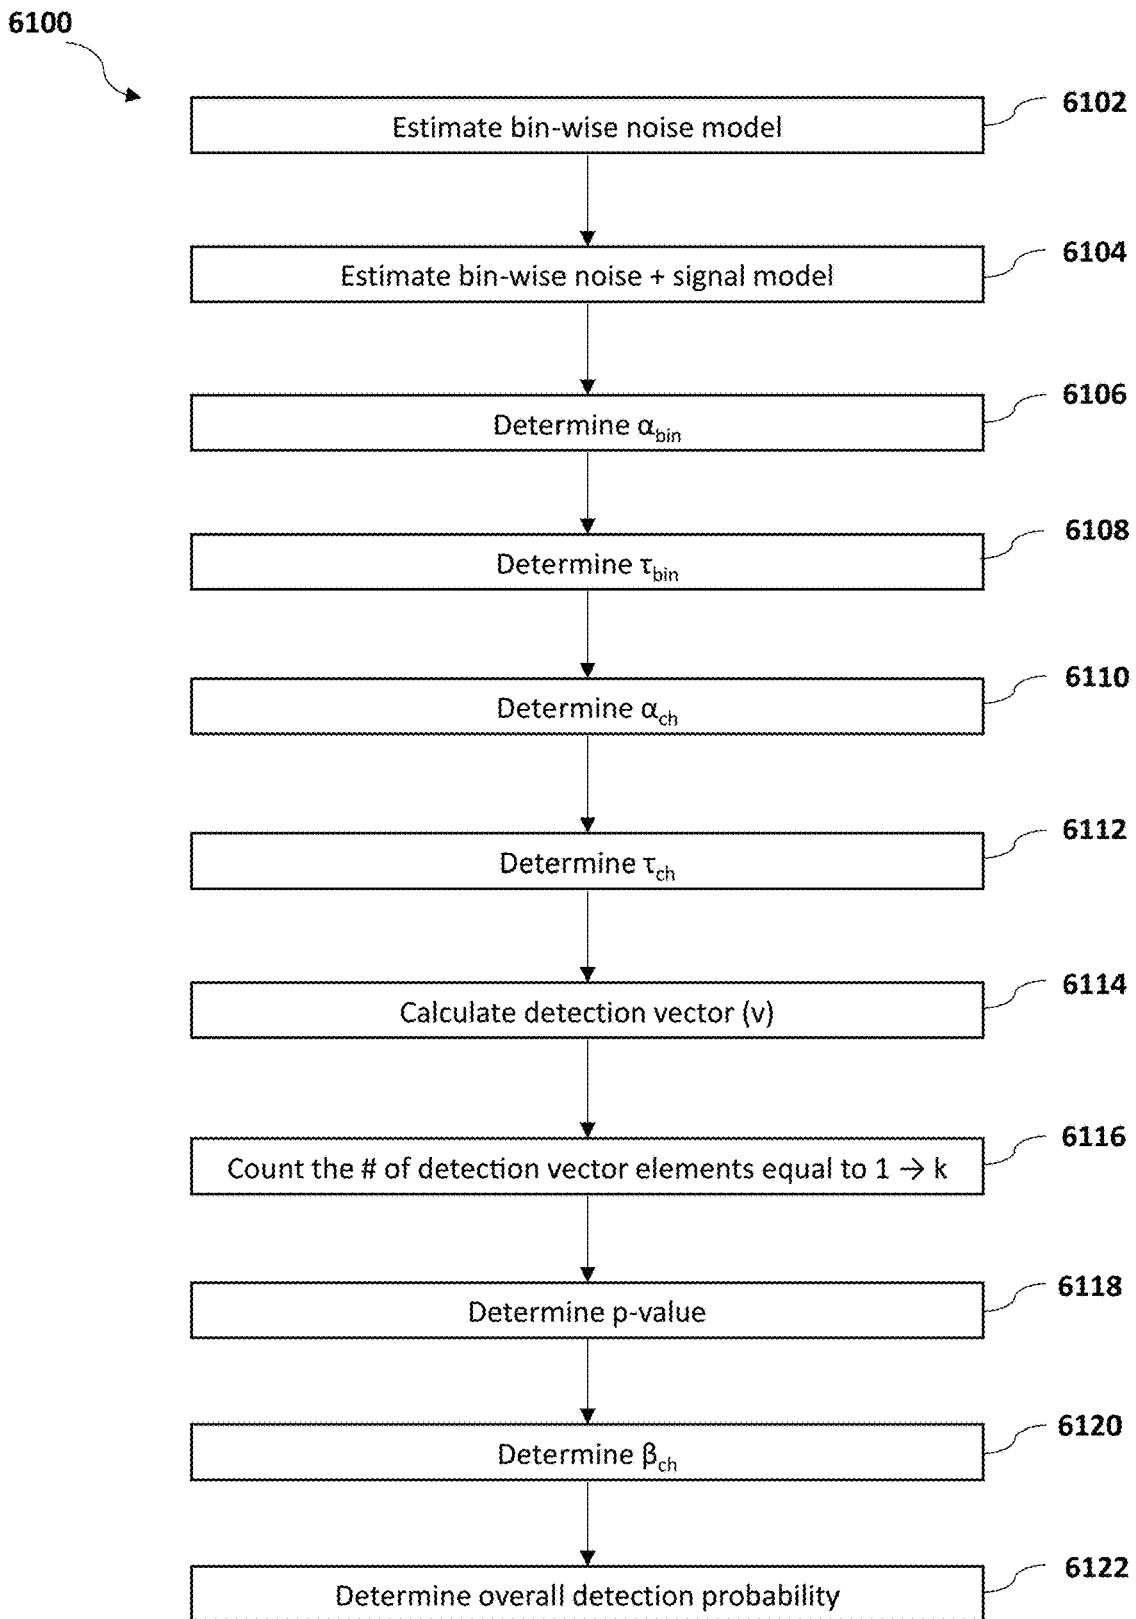 6100
6102
Estimate bin-wise noise model
6104
Estimate bin-wise noise + signal model
6106
Determine αbin
6108
Determine τbin
6110
Determine αch
6112
Determine τch
6114
Calculate detection vector (v)
6116
Count the # of detection vector elements equal to 1 → k
6118
Determine p-value
6120
Determine βch
6122
Determine overall detection probability